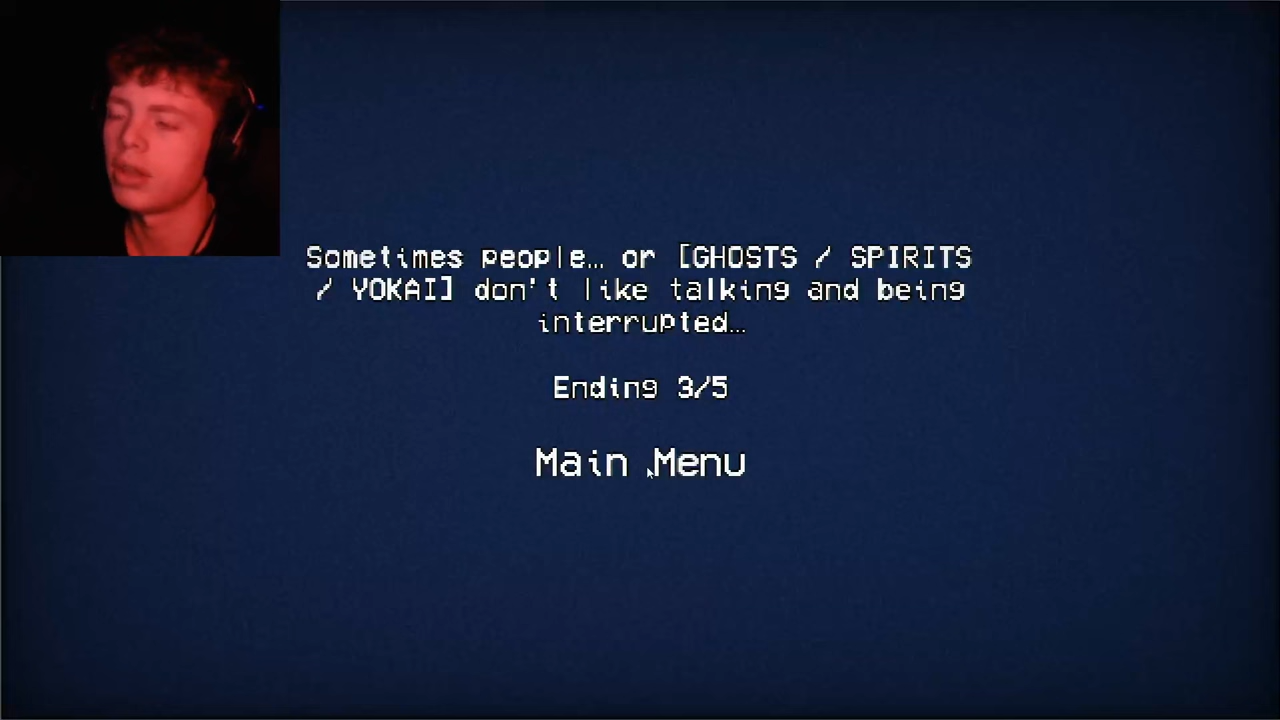 Sometimes people… or [GHOSTS / SPIRITS
/ YOKAI] don't like talking and being
interrupted…
Ending 3/5
Main Menu